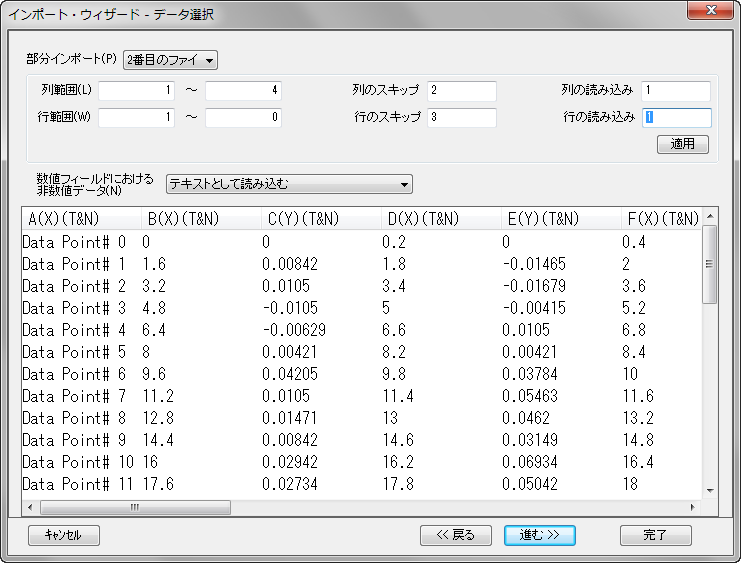 インポート・ウィザード - データ選択
部分インポート(P) 2番目のファイ
列範囲(L) 1 ～ 4 列のスキップ 2 列の読み込み 1
行範囲(W) 1 ～ 0 行のスキップ 3 行の読み込み 1
適用
数値フィールドにおける
非数値データ(N) テキストとして読み込む
A(X)(T&N) B(X)(T&N) C(Y)(T&N) D(X)(T&N) E(Y)(T&N) F(X)(T&N)
Data Point# 0 0 0 0.2 0 0.4
Data Point# 1 1.6 0.00842 1.8 -0.01465 2
Data Point# 2 3.2 0.0105 3.4 -0.01679 3.6
Data Point# 3 4.8 -0.0105 5 -0.00415 5.2
Data Point# 4 6.4 -0.00629 6.6 0.0105 6.8
Data Point# 5 8 0.00421 8.2 0.00421 8.4
Data Point# 6 9.6 0.04205 9.8 0.03784 10
Data Point# 7 11.2 0.0105 11.4 0.05463 11.6
Data Point# 8 12.8 0.01471 13 0.0462 13.2
Data Point# 9 14.4 0.00842 14.6 0.03149 14.8
Data Point# 10 16 0.02942 16.2 0.06934 16.4
Data Point# 11 17.6 0.02734 17.8 0.05042 18
キャンセル << 戻る 進む >> 完了